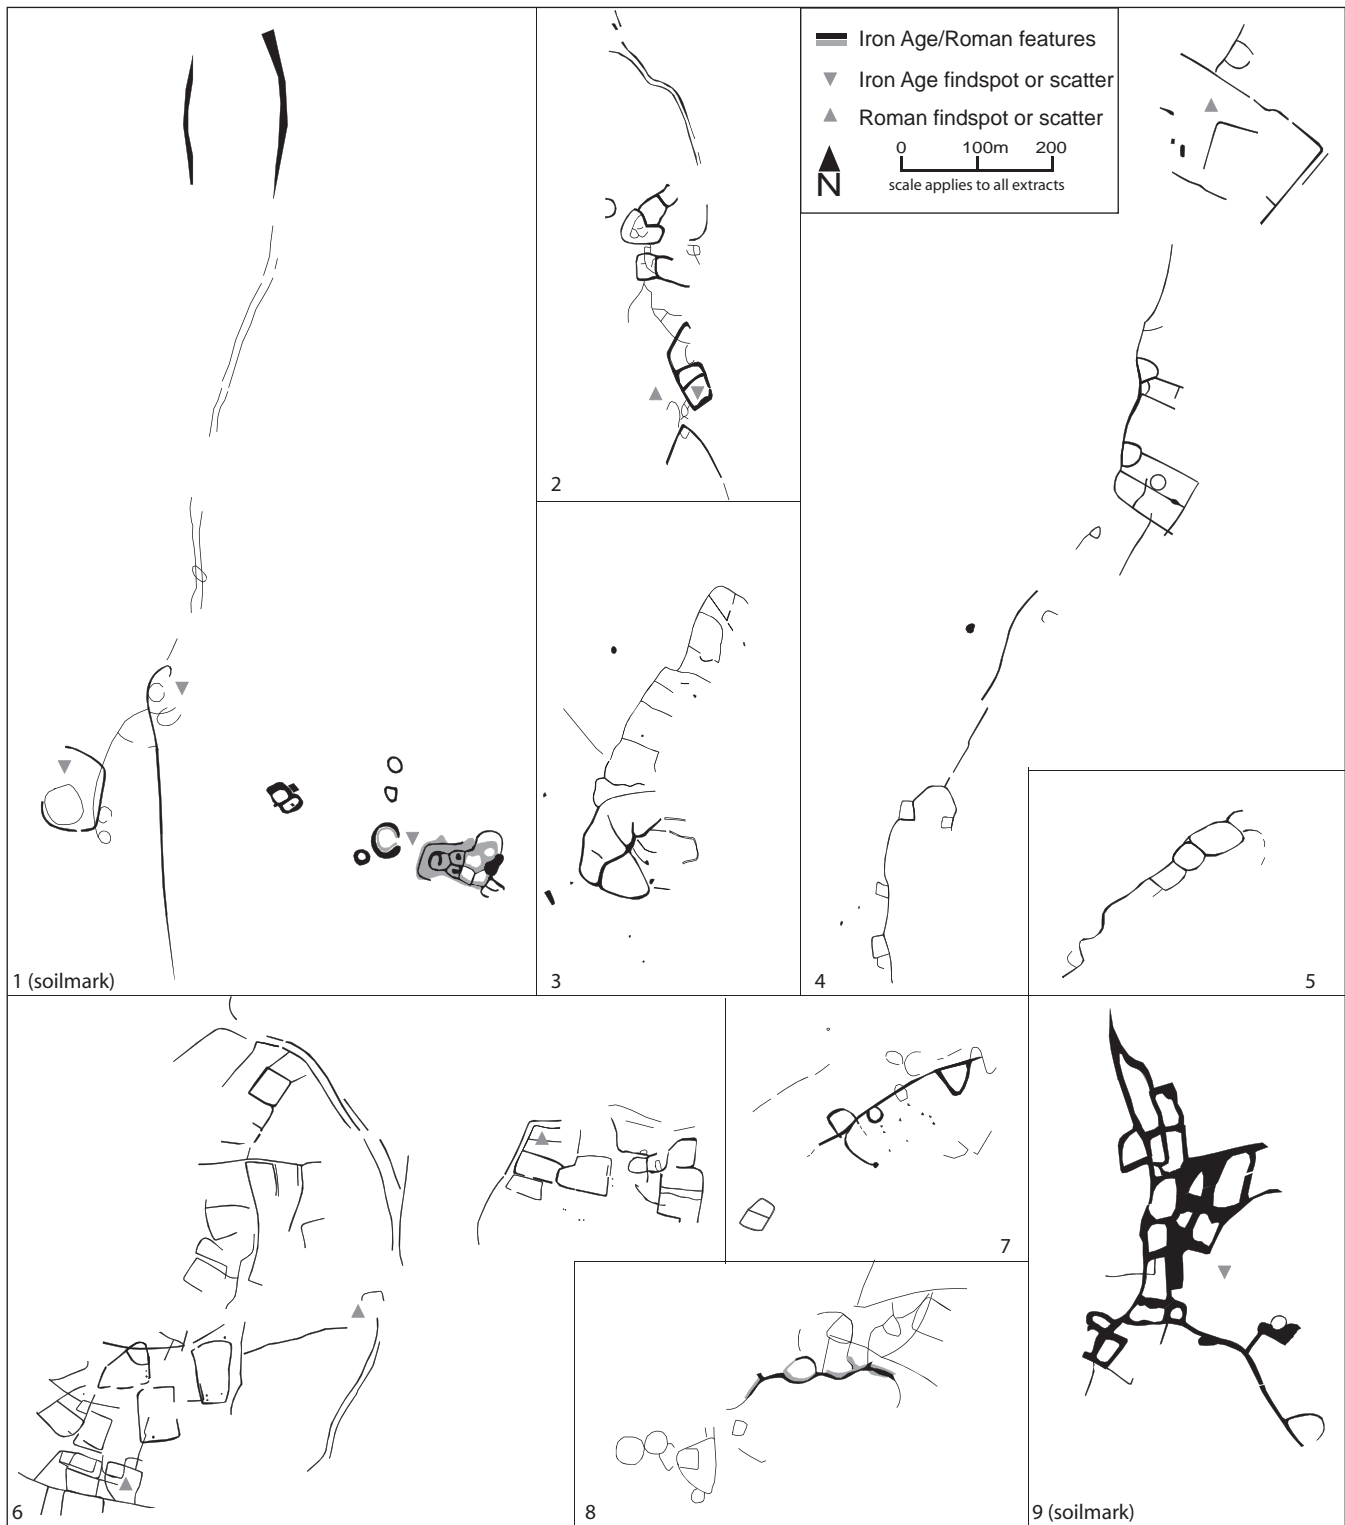 Iron Age/Roman features
Iron Age findspot or scatter
Roman findspot or scatter
0 100m 200
N
scale applies to all extracts
2
1 (soilmark)
3
4
5
6
7
8
9 (soilmark)